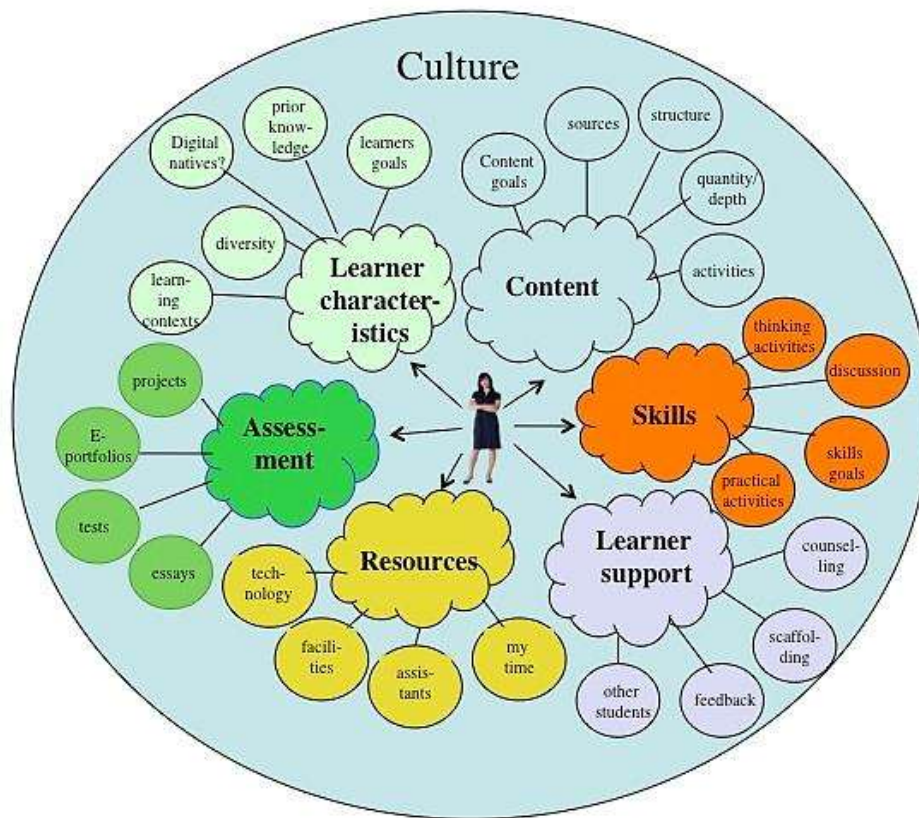 Culture
Digital
natives?
prior
know-
ledge
learners
goals
diversity
learn-
ing
contexts
Learner
character-
istics
Content
goals
sources
structure
quantity/
depth
activities
Content
thinking
activities
discussion
skills
goals
practical
activities
Skills
projects
E-
portfolios
tests
essays
Assess-
ment
Resources
tech-
nology
facili-
ties
assis-
tants
my
time
Learner
support
counsel-
ling
scaffol-
ding
feedback
other
students